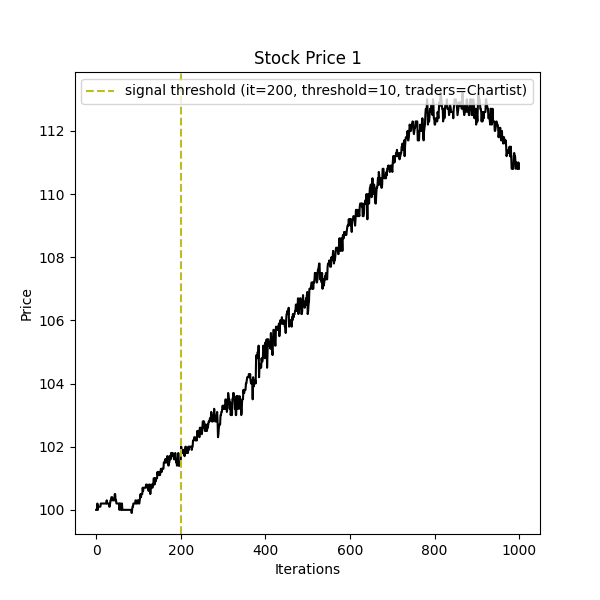 Stock Price 1
signal threshold (it=200, threshold=10, traders=Chartist)
112
110
108
106
104
102
100
Price
0 200 400 600 800 1000
Iterations